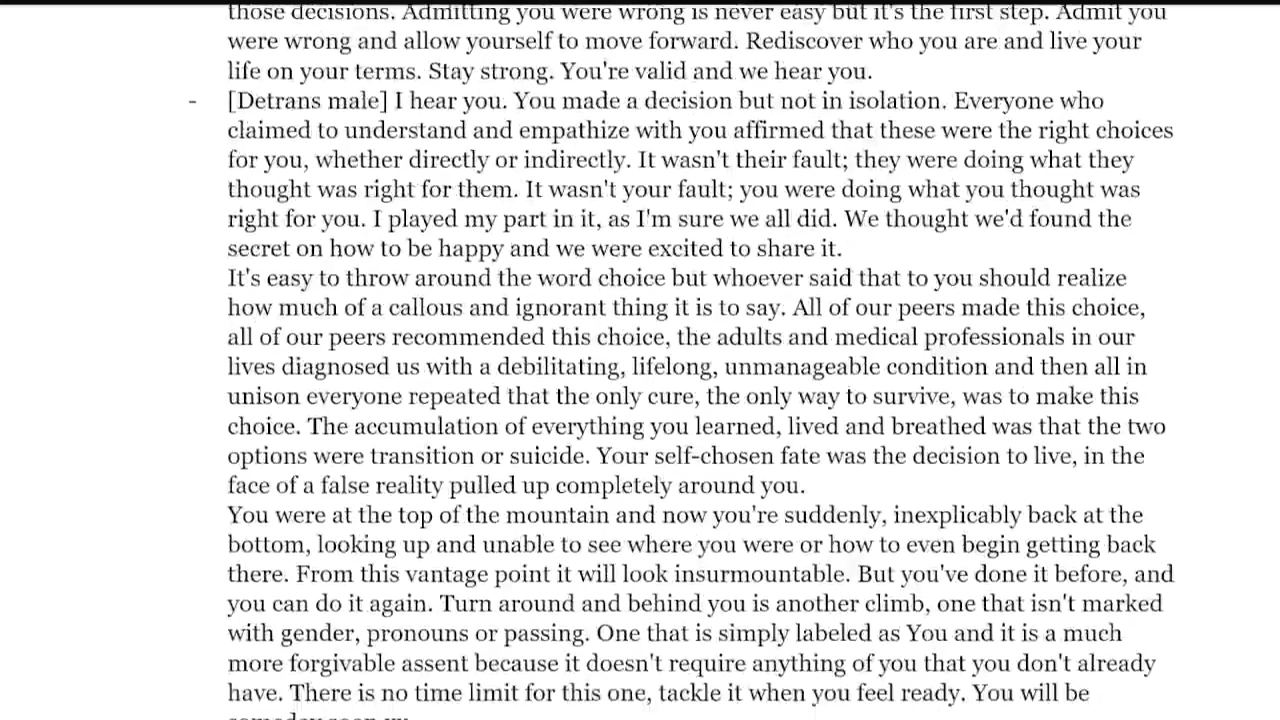 those decisions. Admitting you were wrong is never easy but it's the first step. Admit you
were wrong and allow yourself to move forward. Rediscover who you are and live your
life on your terms. Stay strong. You're valid and we hear you.
- [Detrans male] I hear you. You made a decision but not in isolation. Everyone who
claimed to understand and empathize with you affirmed that these were the right choices
for you, whether directly or indirectly. It wasn't their fault; they were doing what they
thought was right for them. It wasn't your fault; you were doing what you thought was
right for you. I played my part in it, as I'm sure we all did. We thought we'd found the
secret on how to be happy and we were excited to share it.
It's easy to throw around the word choice but whoever said that to you should realize
how much of a callous and ignorant thing it is to say. All of our peers made this choice,
all of our peers recommended this choice, the adults and medical professionals in our
lives diagnosed us with a debilitating, lifelong, unmanageable condition and then all in
unison everyone repeated that the only cure, the only way to survive, was to make this
choice. The accumulation of everything you learned, lived and breathed was that the two
options were transition or suicide. Your self-chosen fate was the decision to live, in the
face of a false reality pulled up completely around you.
You were at the top of the mountain and now you're suddenly, inexplicably back at the
bottom, looking up and unable to see where you were or how to even begin getting back
there. From this vantage point it will look insurmountable. But you've done it before, and
you can do it again. Turn around and behind you is another climb, one that isn't marked
with gender, pronouns or passing. One that is simply labeled as You and it is a much
more forgivable assent because it doesn't require anything of you that you don't already
have. There is no time limit for this one, tackle it when you feel ready. You will be